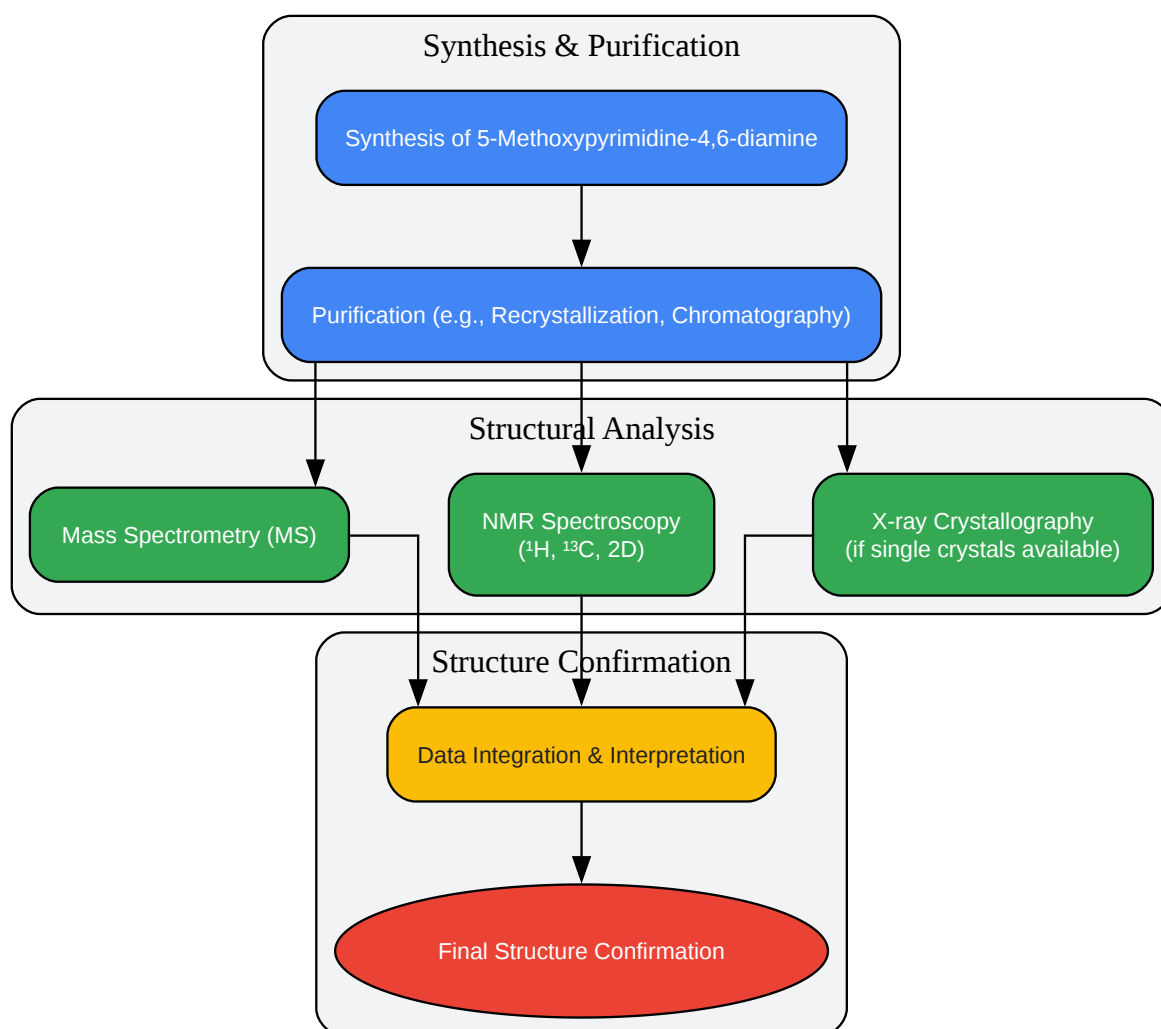 Synthesis & Purification
Synthesis of 5-Methoxypyrimidine-4,6-diamine
Purification (e.g., Recrystallization, Chromatography)
Structural Analysis
Mass Spectrometry (MS)
NMR Spectroscopy
(¹H, ¹³C, 2D)
X-ray Crystallography
(if single crystals available)
Structure Confirmation
Data Integration & Interpretation
Final Structure Confirmation